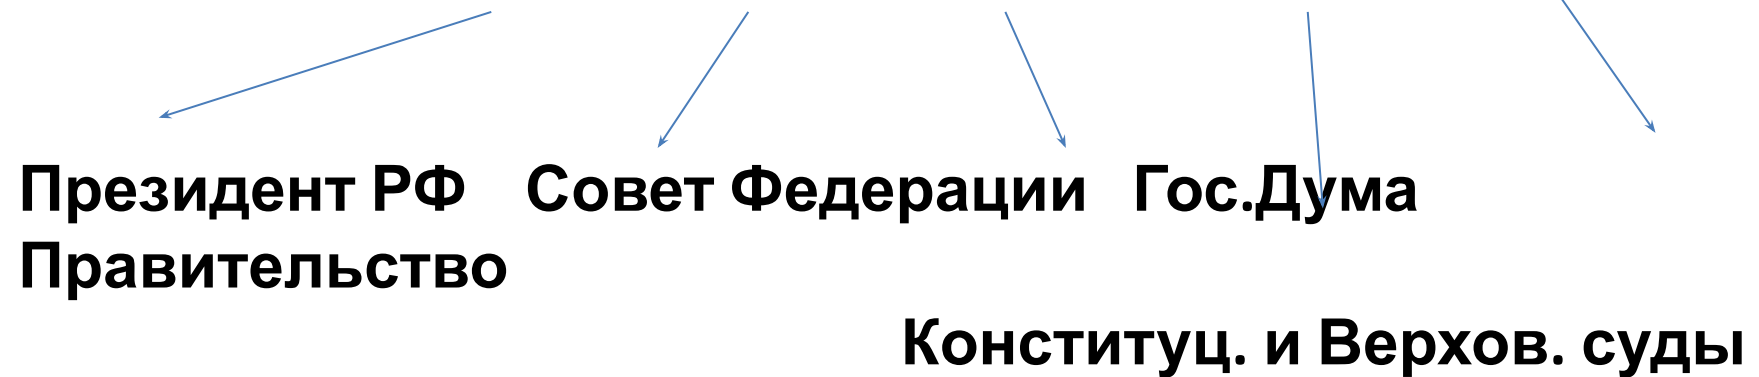 Президент РФ Совет Федерации Гос.Дума
Правительство
Конституц. и Верхов. суды